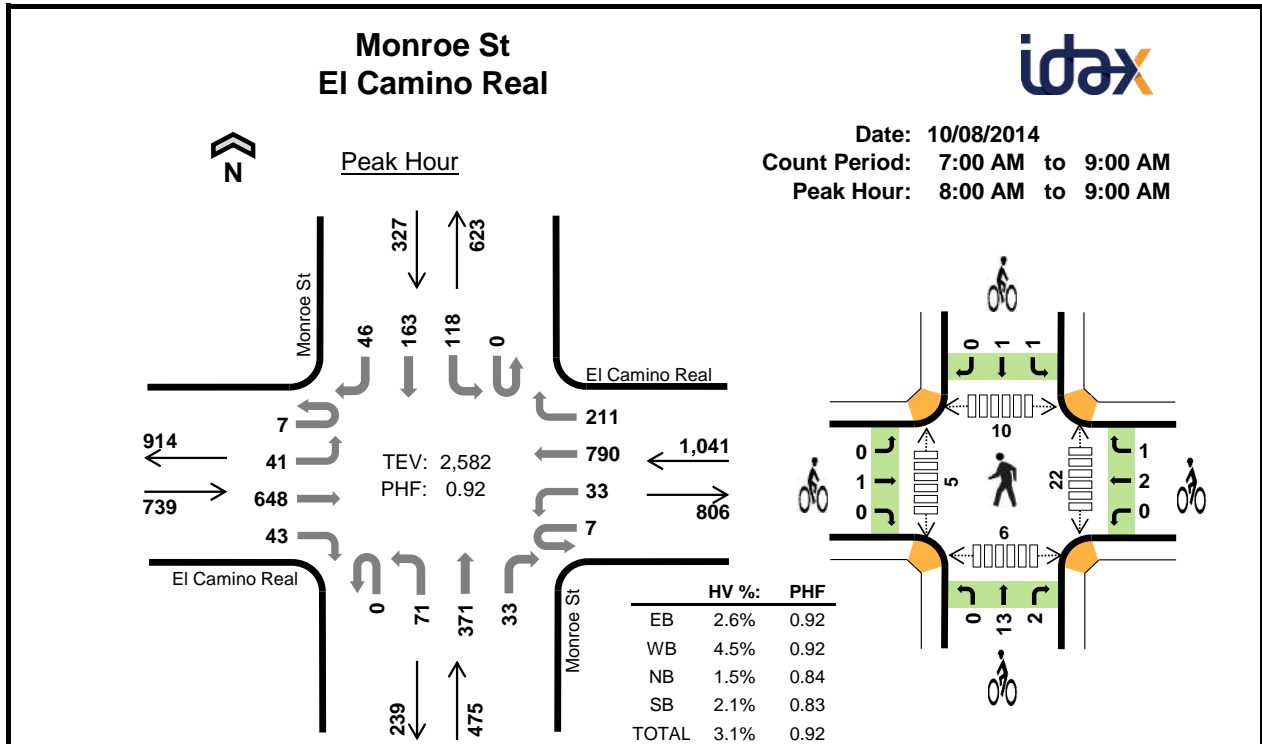 Monroe St
El Camino Real
idax
Date: 10/08/2014
Count Period: 7:00 AM to 9:00 AM
Peak Hour: 8:00 AM to 9:00 AM
N
Peak Hour
327
623
Monroe St
46
163
118
0
El Camino Real
7
41
648
43
914
739
TEV: 2,582
PHF: 0.92
211
790
33
7
1,041
806
El Camino Real
0
71
371
33
Monroe St
239
475
HV %: PHF
EB 2.6% 0.92
WB 4.5% 0.92
NB 1.5% 0.84
SB 2.1% 0.83
TOTAL 3.1% 0.92
0
1
1
10
0
1
0
5
22
1
2
0
6
0
13
2